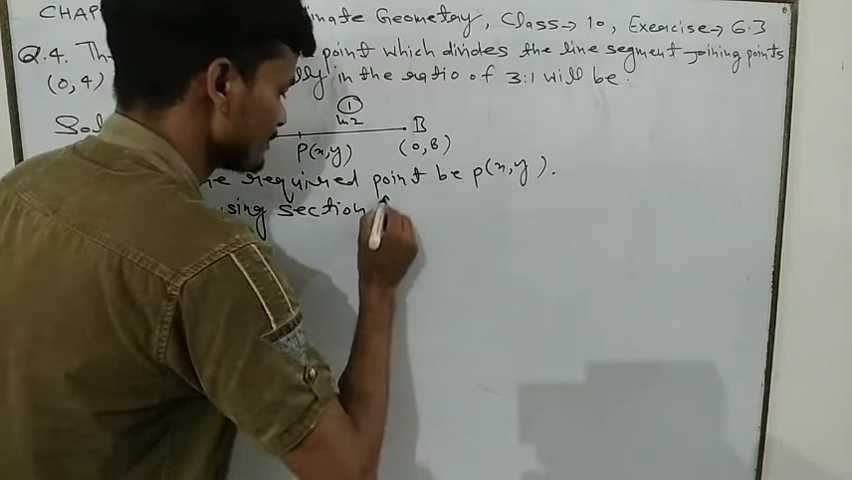 CHAP inate Geometry, Class → 10, Exercise → 6.3
Q.4. Th point which divides the line segment joining points
(0,4) lly in the ratio of 3:1 will be:
Sol
1
m2
B
P(x,y) (0,8)
he required point be p(x,y).
using section f